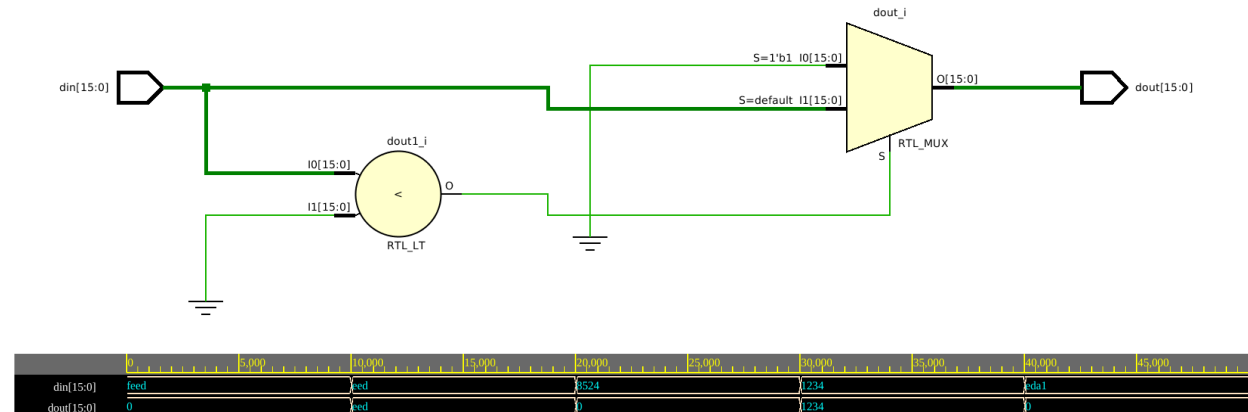 dout_i
S=1'b1 I0[15:0]
din[15:0]
O[15:0]
dout[15:0]
S=default I1[15:0]
dout1_i
RTL_MUX
S
I0[15:0]
O
<
I1[15:0]
RTL_LT
0 5,000 10,000 15,000 20,000 25,000 30,000 35,000 40,000 45,000
din[15:0] feed eed 8524 1234 eda1
dout[15:0] 0 eed 0 1234 0